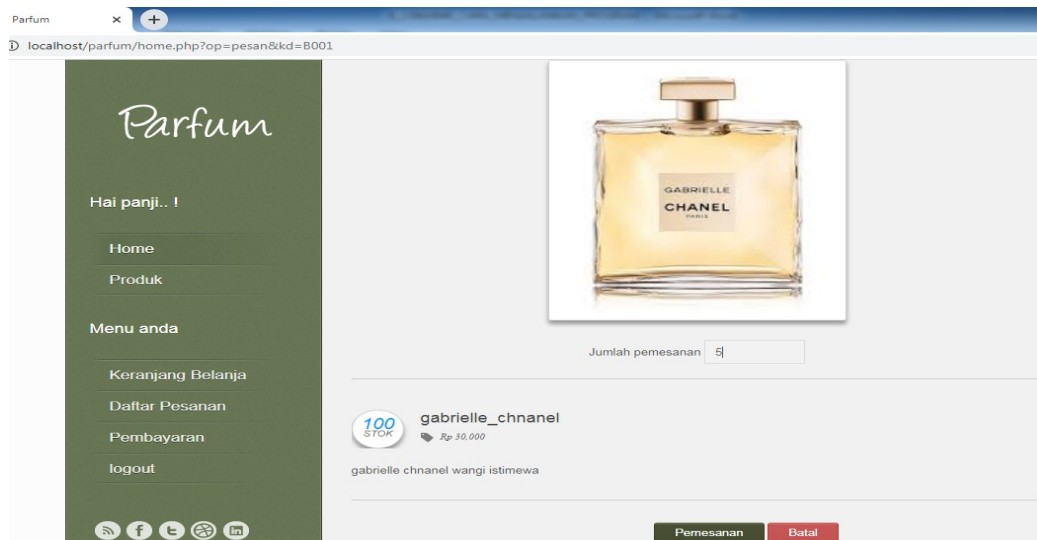 Parfum
localhost/parfum/home.php?op=pesan&kd=B001
Parfum
Hai panji.. !
Home
Produk
Menu anda
Keranjang Belanja
Daftar Pesanan
Pembayaran
logout
GABRIELLE
CHANEL
PARIS
Jumlah pemesanan 5
100
STOK
gabrielle_chnanel
Rp 30,000
gabrielle chnanel wangi istimewa
Pemesanan Batal